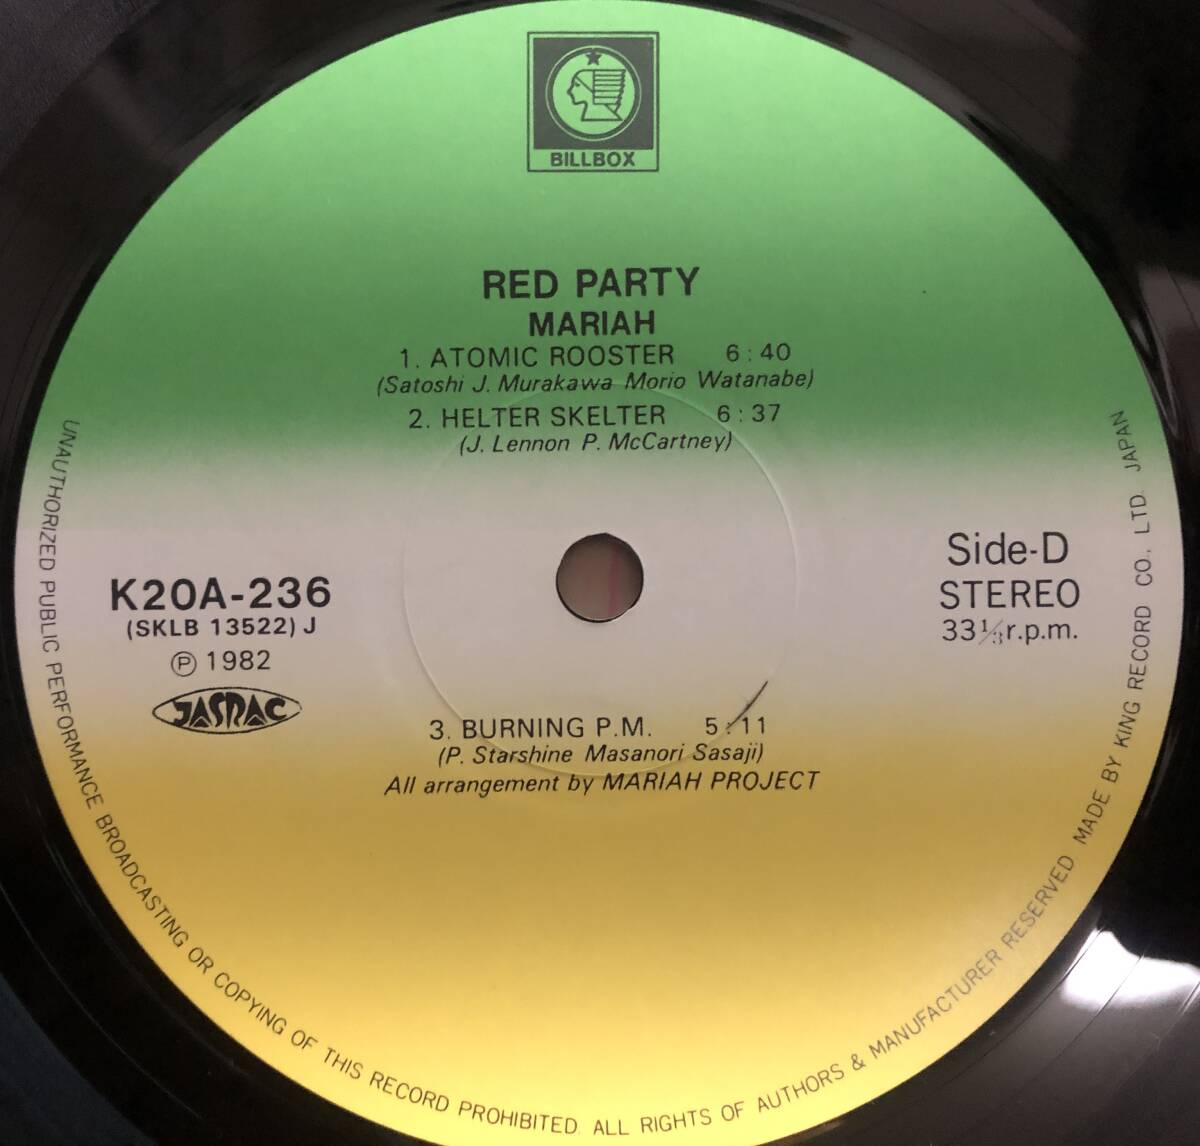 BILLBOX
RED PARTY
MARIAH
1. ATOMIC ROOSTER 6:40
(Satoshi J. Murakawa Morio Watanabe)
2. HELTER SKELTER 6:37
(J. Lennon P. McCartney)
K20A-236
(SKLB 13522) J
Ⓟ 1982
JASRAC
Side-D
STEREO
33⅓ r.p.m.
3. BURNING P.M. 5:11
(P. Starshine Masanori Sasaji)
All arrangement by MARIAH PROJECT
UNAUTHORIZED PUBLIC PERFORMANCE BROADCASTING OR COPYING OF THIS RECORD PROHIBITED. ALL RIGHTS OF AUTHORS & MANUFACTURER RESERVED. MADE BY KING RECORD CO., LTD. JAPAN